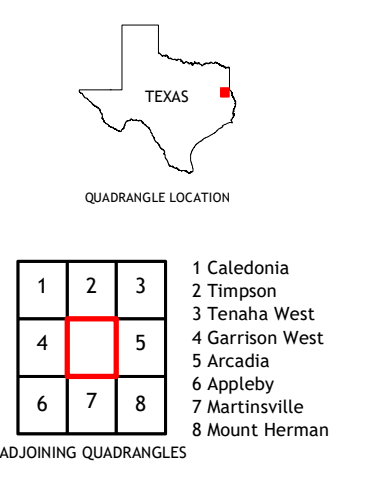 TEXAS
QUADRANGLE LOCATION
1 2 3
4 5
6 7 8
1 Caledonia
2 Timpson
3 Tenaha West
4 Garrison West
5 Arcadia
6 Appleby
7 Martinsville
8 Mount Herman
ADJOINING QUADRANGLES